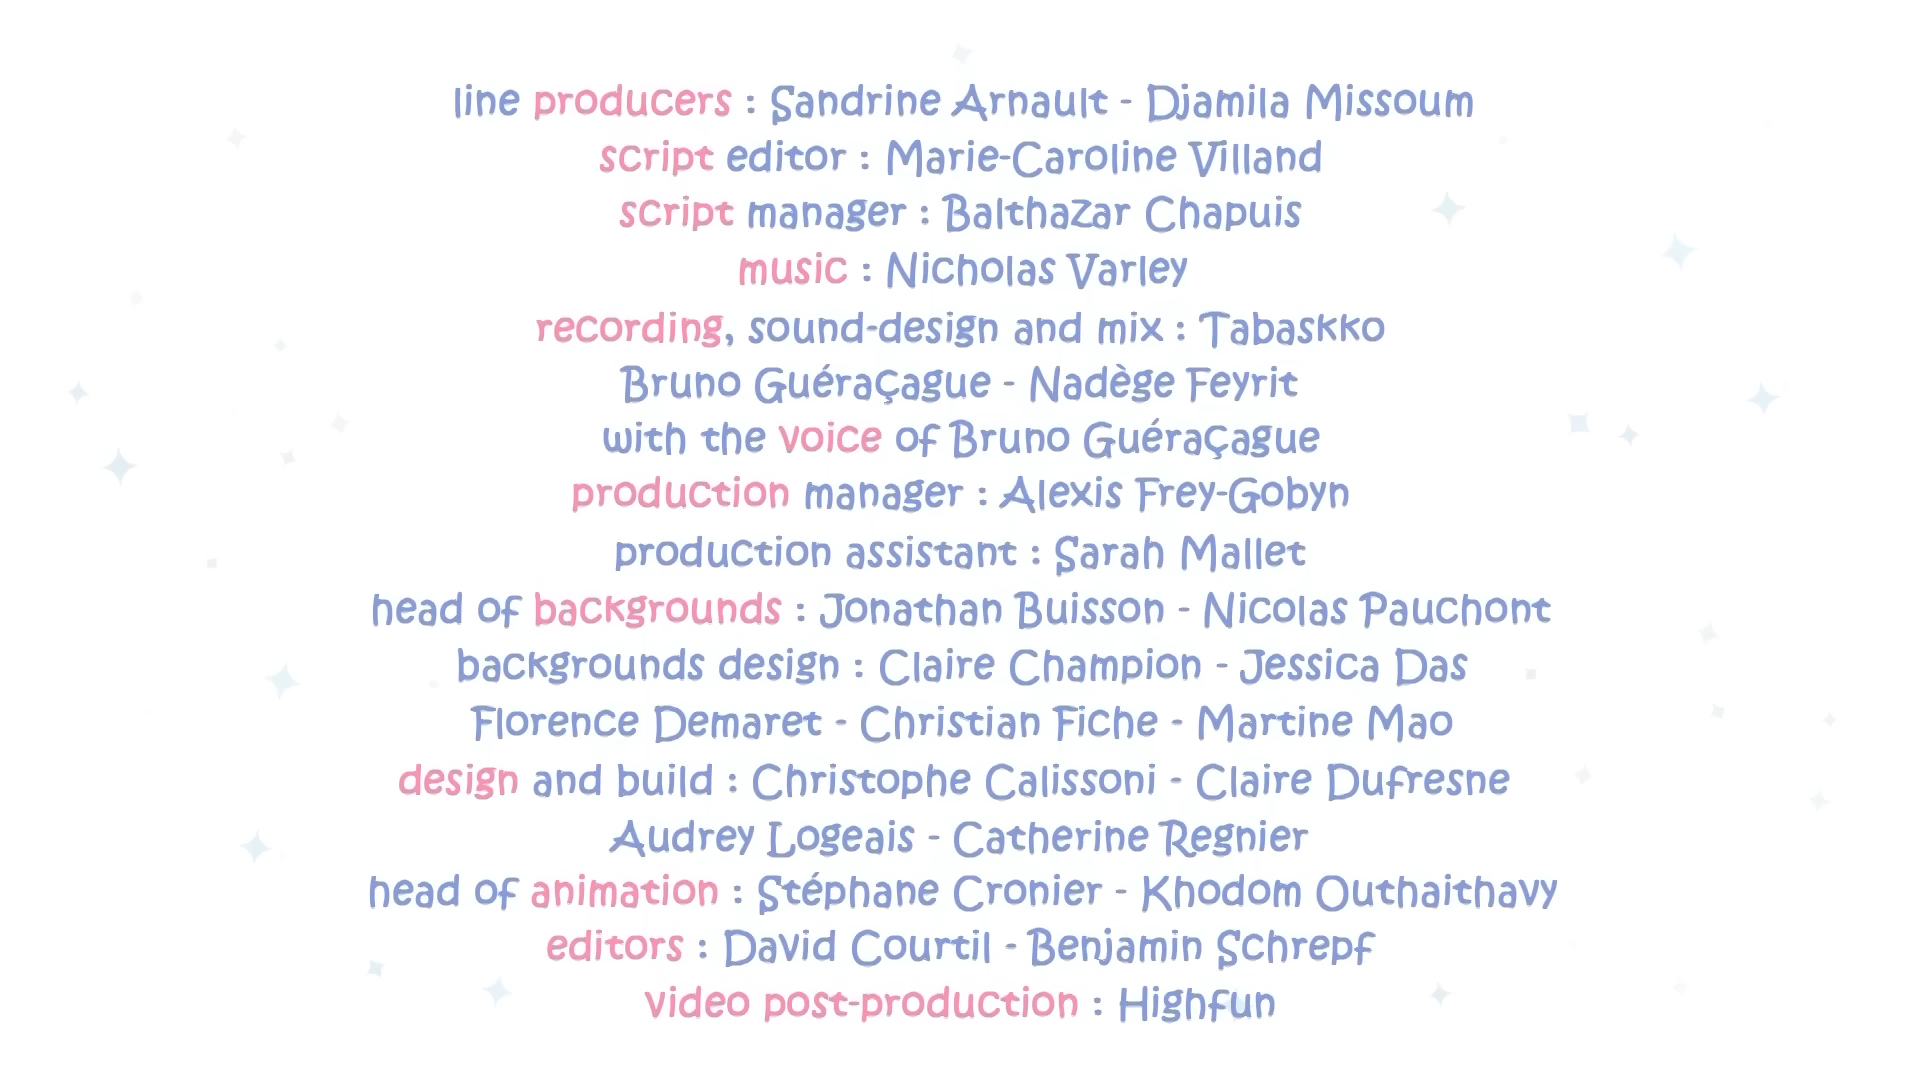 line producers : Sandrine Arnault - Djamila Missoum
script editor : Marie-Caroline Villand
script manager : Balthazar Chapuis
music : Nicholas Varley
recording, sound-design and mix : Tabaskko
Bruno Guéraçague - Nadège Feyrit
with the voice of Bruno Guéraçague
production manager : Alexis Frey-Gobyn
production assistant : Sarah Mallet
head of backgrounds : Jonathan Buisson - Nicolas Pauchont
backgrounds design : Claire Champion - Jessica Das
Florence Demaret - Christian Fiche - Martine Mao
design and build : Christophe Calissoni - Claire Dufresne
Audrey Logeais - Catherine Regnier
head of animation : Stéphane Cronier - Khodom Outhaithavy
editors : David Courtil - Benjamin Schrepf
video post-production : Highfun